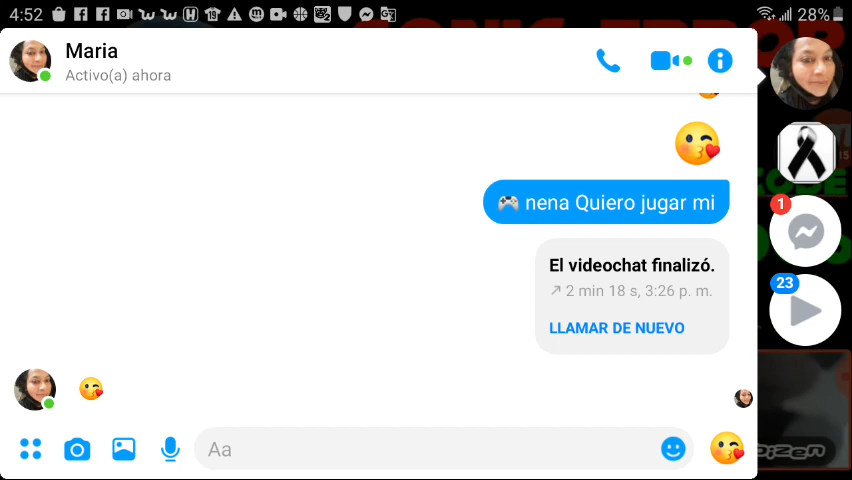 4:52
19
28%
Maria
Activo(a) ahora
nena Quiero jugar mi
El videochat finalizó.
2 min 18 s, 3:26 p. m.
LLAMAR DE NUEVO
Aa
1
23